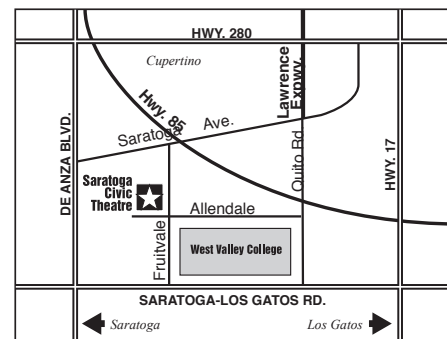 HWY. 280
Cupertino
Lawrence
Expwy.
Hwy. 85
Saratoga Ave.
DE ANZA BLVD.
Quito Rd.
HWY. 17
Saratoga
Civic
Theatre
Allendale
Fruitvale
West Valley College
SARATOGA-LOS GATOS RD.
Saratoga
Los Gatos